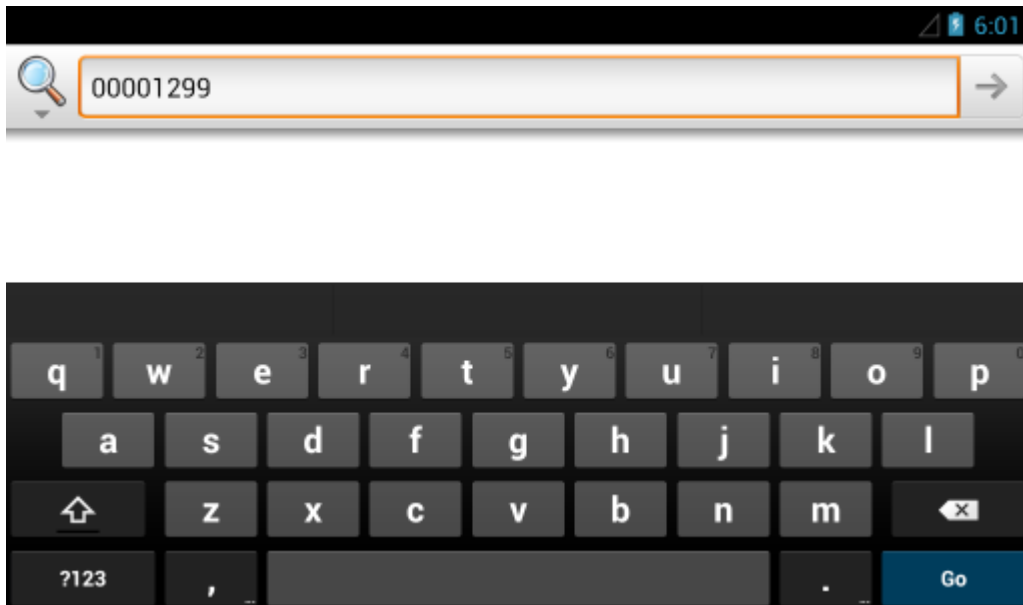 6:01
00001299
1 2 3 4 5 6 7 8 9 0
q w e r t y u i o p
a s d f g h j k l
z x c v b n m
?123 , ... . ... Go